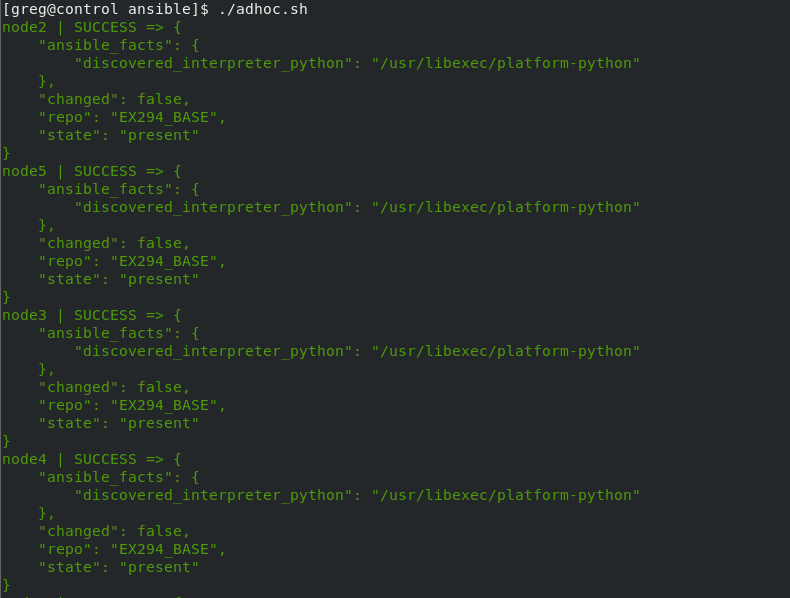 [greg@control ansible]$ ./adhoc.sh
node2 | SUCCESS => {
    "ansible_facts": {
        "discovered_interpreter_python": "/usr/libexec/platform-python"
    },
    "changed": false,
    "repo": "EX294_BASE",
    "state": "present"
}
node5 | SUCCESS => {
    "ansible_facts": {
        "discovered_interpreter_python": "/usr/libexec/platform-python"
    },
    "changed": false,
    "repo": "EX294_BASE",
    "state": "present"
}
node3 | SUCCESS => {
    "ansible_facts": {
        "discovered_interpreter_python": "/usr/libexec/platform-python"
    },
    "changed": false,
    "repo": "EX294_BASE",
    "state": "present"
}
node4 | SUCCESS => {
    "ansible_facts": {
        "discovered_interpreter_python": "/usr/libexec/platform-python"
    },
    "changed": false,
    "repo": "EX294_BASE",
    "state": "present"
}